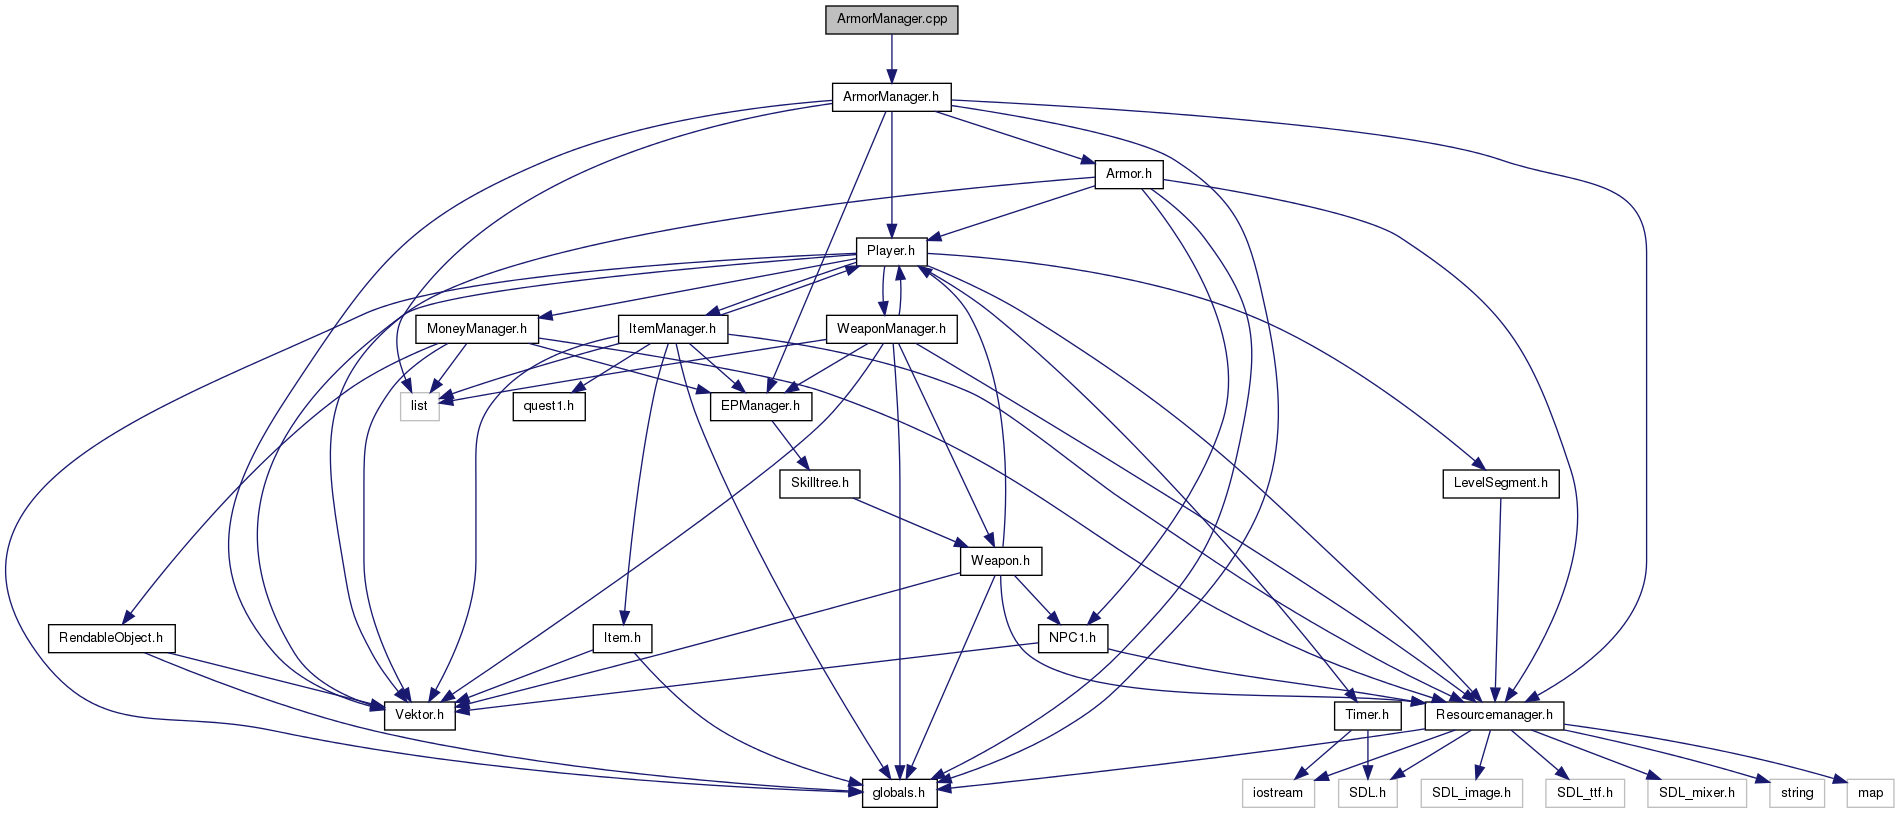 ArmorManager.cpp
ArmorManager.h
Armor.h
Player.h
MoneyManager.h
ItemManager.h
WeaponManager.h
list
quest1.h
EPManager.h
Skilltree.h
LevelSegment.h
Weapon.h
RendableObject.h
Item.h
NPC1.h
Vektor.h
Timer.h
Resourcemanager.h
globals.h
iostream
SDL.h
SDL_image.h
SDL_ttf.h
SDL_mixer.h
string
map